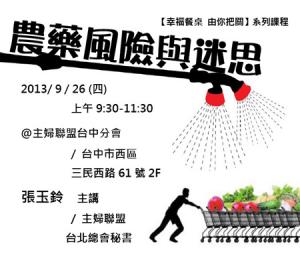 【幸福餐桌 由你把關】系列課程
農藥風險與迷思
2013/ 9 / 26 (四)
上午 9:30-11:30
@主婦聯盟台中分會
/ 台中市西區
三民西路 61 號 2F
張玉鈴 主講
/ 主婦聯盟
台北總會秘書